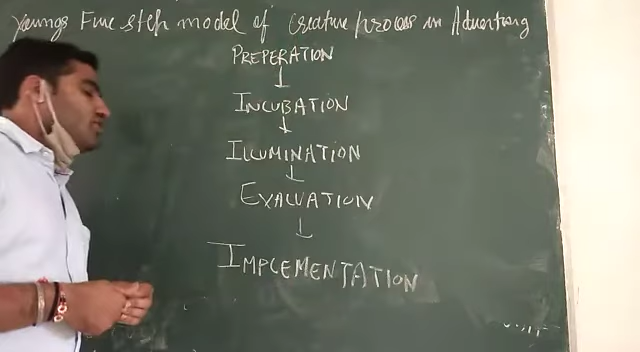 Youngs Five step model of creative process in Advertising
PREPERATION
INCUBATION
ILLUMINATION
EVALUATION
IMPLEMENTATION